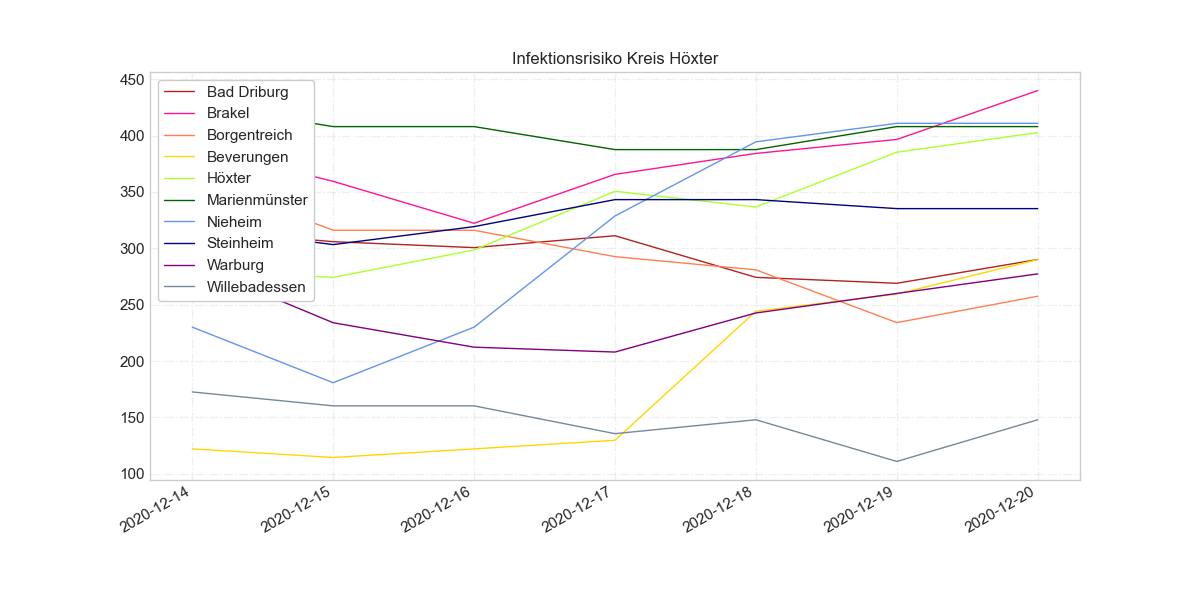 Infektionsrisiko Kreis Höxter
450
400
350
300
250
200
150
100
Bad Driburg
Brakel
Borgentreich
Beverungen
Höxter
Marienmünster
Nieheim
Steinheim
Warburg
Willebadessen
2020-12-14
2020-12-15
2020-12-16
2020-12-17
2020-12-18
2020-12-19
2020-12-20